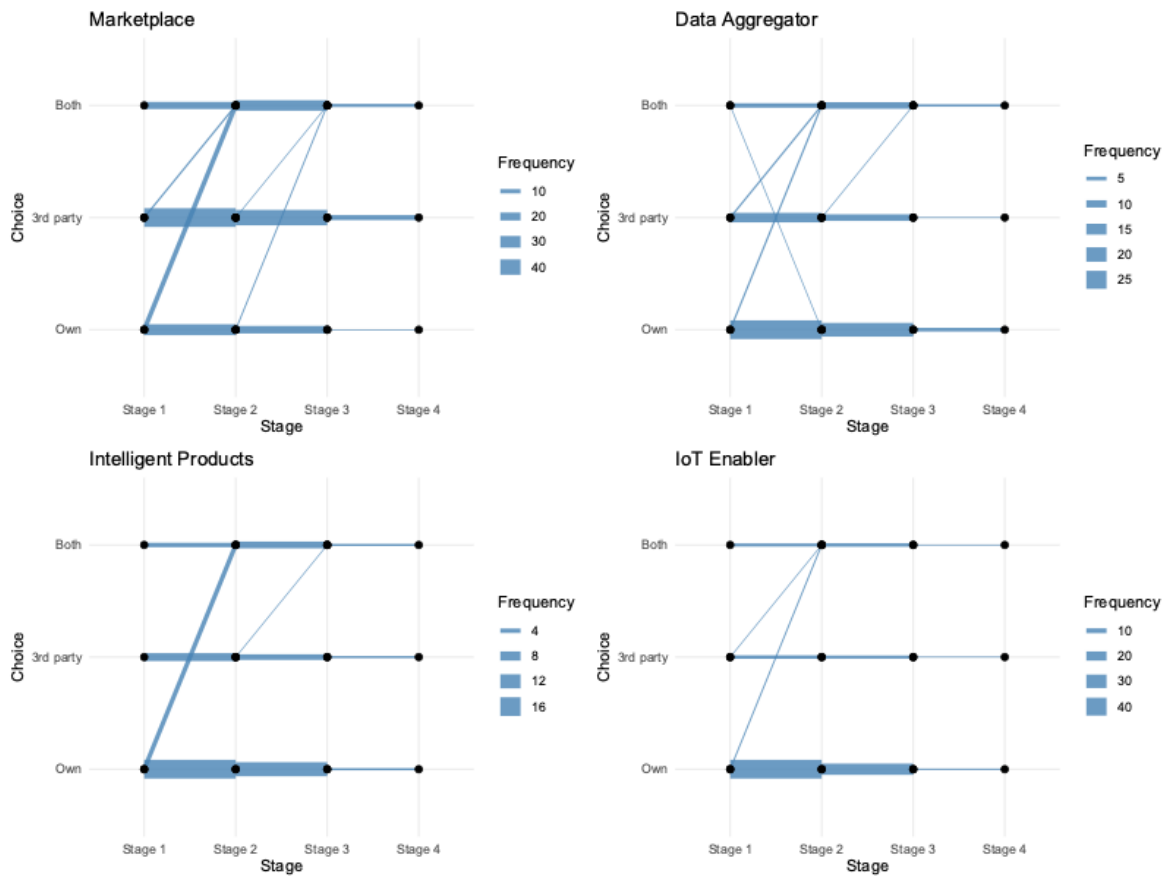 Marketplace
Choice
Both
3rd party
Own
Stage 1 Stage 2 Stage 3 Stage 4
Stage
Frequency
10
20
30
40
Data Aggregator
Choice
Both
3rd party
Own
Stage 1 Stage 2 Stage 3 Stage 4
Stage
Frequency
5
10
15
20
25
Intelligent Products
Choice
Both
3rd party
Own
Stage 1 Stage 2 Stage 3 Stage 4
Stage
Frequency
4
8
12
16
IoT Enabler
Choice
Both
3rd party
Own
Stage 1 Stage 2 Stage 3 Stage 4
Stage
Frequency
10
20
30
40